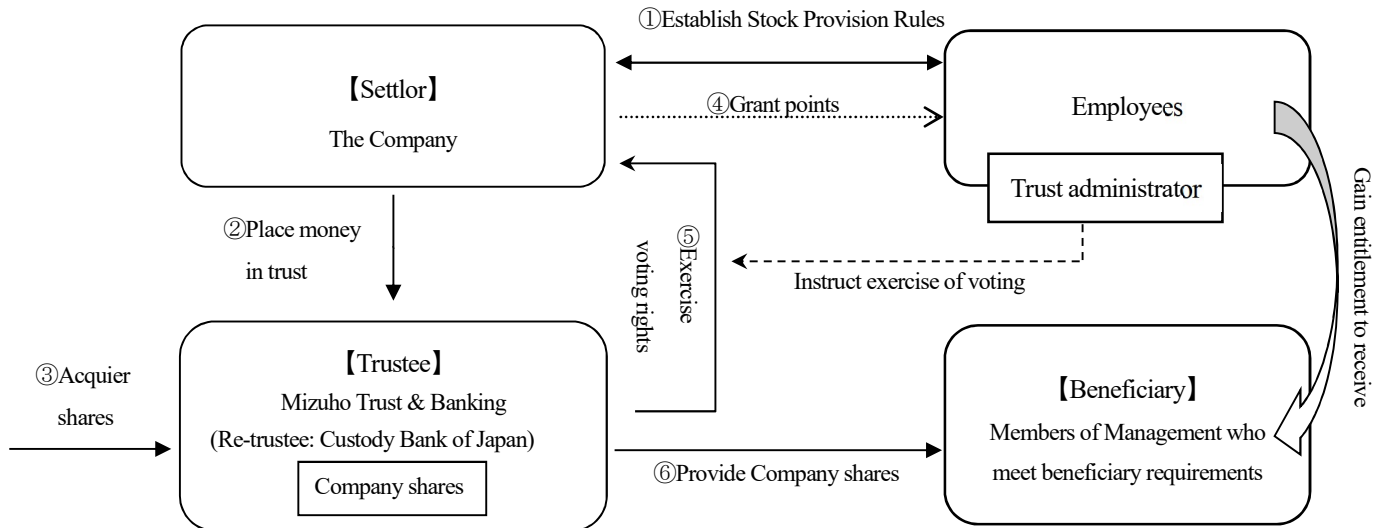 ①Establish Stock Provision Rules
【Settlor】
The Company
④Grant points
Employees
Trust administrator
②Place money
in trust
⑤Exercise
voting rights
Instruct exercise of voting
Gain entitlement to receive
③Acquier
shares
【Trustee】
Mizuho Trust & Banking
(Re-trustee: Custody Bank of Japan)
Company shares
⑥Provide Company shares
【Beneficiary】
Members of Management who
meet beneficiary requirements